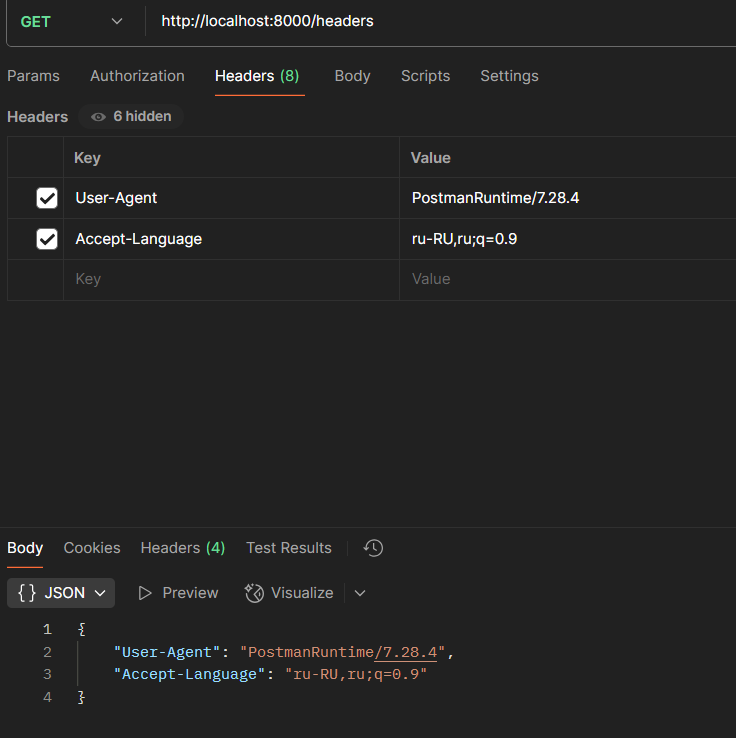 GET http://localhost:8000/headers
Params Authorization Headers (8) Body Scripts Settings
Headers 6 hidden
Key Value
User-Agent PostmanRuntime/7.28.4
Accept-Language ru-RU,ru;q=0.9
Key Value
Body Cookies Headers (4) Test Results
{ } JSON Preview Visualize
1 {
2 "User-Agent": "PostmanRuntime/7.28.4",
3 "Accept-Language": "ru-RU,ru;q=0.9"
4 }